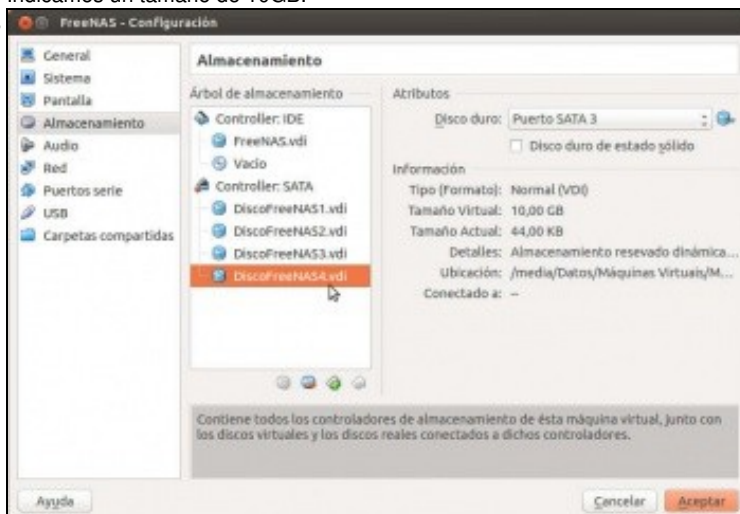 indicamos un tamaño de 10GB.
FreeNAS - Configuración
General
Sistema
Pantalla
Almacenamiento
Audio
Red
Puertos serie
USB
Carpetas compartidas
Almacenamiento
Árbol de almacenamiento
Controller: IDE
FreeNAS.vdi
Vacío
Controller: SATA
DiscoFreeNAS1.vdi
DiscoFreeNAS2.vdi
DiscoFreeNAS3.vdi
DiscoFreeNAS4.vdi
Atributos
Disco duro: Puerto SATA 3
Disco duro de estado sólido
Información
Tipo (Formato): Normal (VDI)
Tamaño Virtual: 10,00 GB
Tamaño Actual: 44,00 KB
Detalles: Almacenamiento resevado dinámica...
Ubicación: /media/Datos/Máquinas Virtuais/M...
Conectado a: --
Contiene todos los controladores de almacenamiento de ésta máquina virtual, junto con
los discos virtuales y los discos reales conectados a dichos controladores.
Ayuda
Cancelar
Aceptar